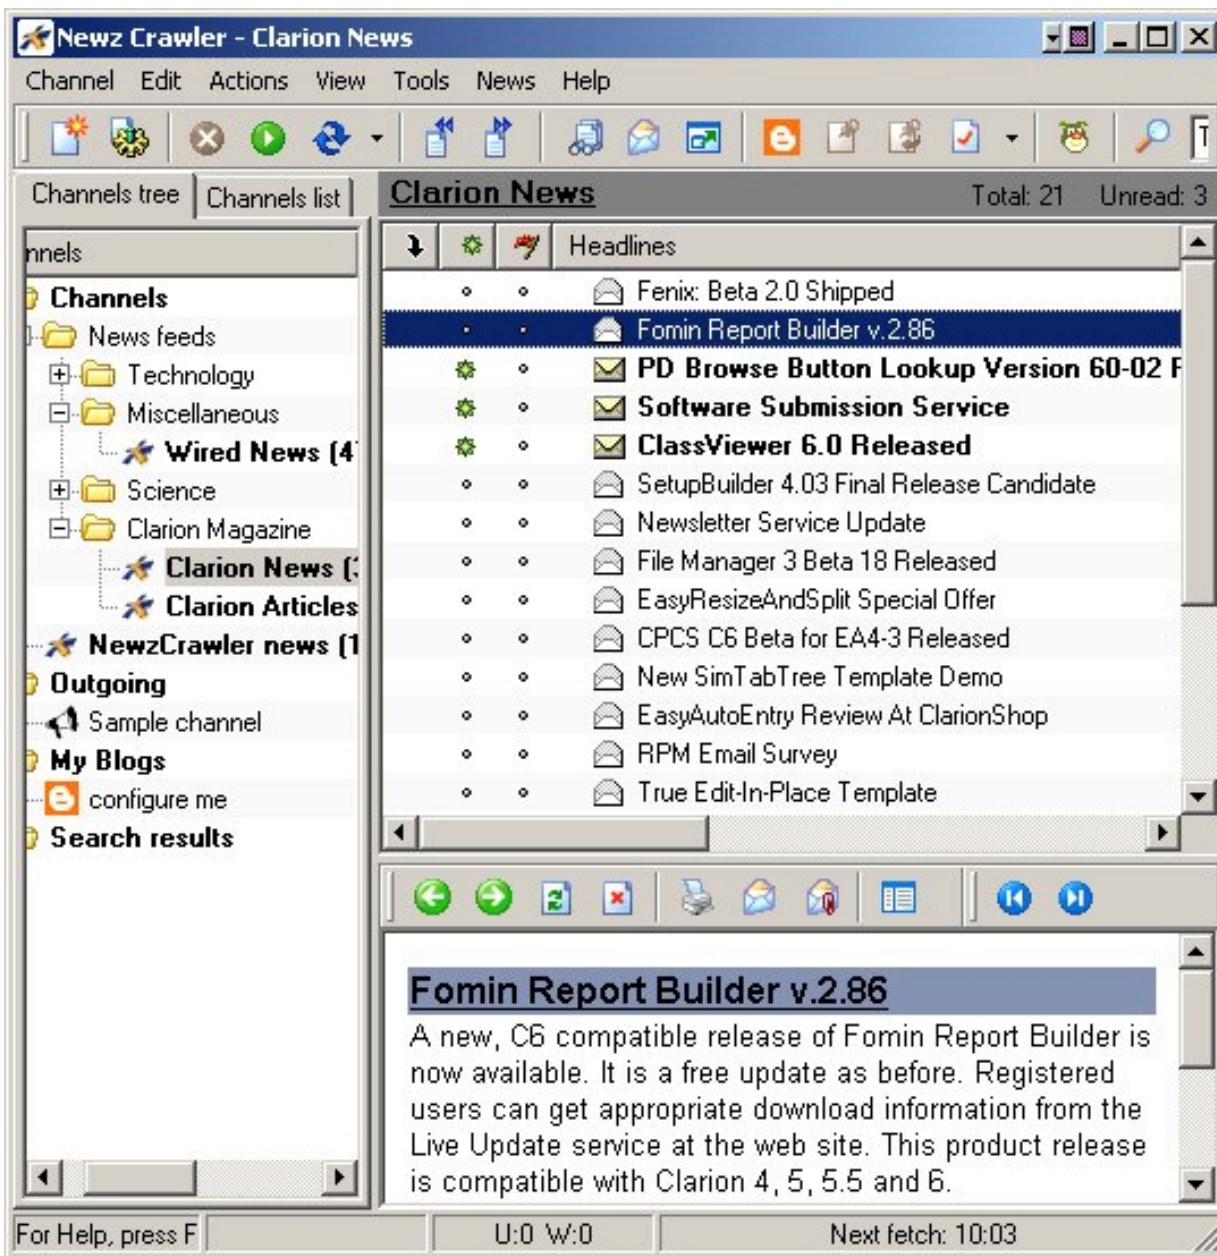 Newz Crawler - Clarion News
Channel Edit Actions View Tools News Help
Channels tree
Channels list
nnels
Channels
News feeds
Technology
Miscellaneous
Wired News (4
Science
Clarion Magazine
Clarion News (
Clarion Articles
NewzCrawler news (1
Outgoing
Sample channel
My Blogs
configure me
Search results
Clarion News
Total: 21 Unread: 3
Headlines
Fenix: Beta 2.0 Shipped
Fomin Report Builder v.2.86
PD Browse Button Lookup Version 60-02
Software Submission Service
ClassViewer 6.0 Released
SetupBuilder 4.03 Final Release Candidate
Newsletter Service Update
File Manager 3 Beta 18 Released
EasyResizeAndSplit Special Offer
CPCS C6 Beta for EA4-3 Released
New SimTabTree Template Demo
EasyAutoEntry Review At ClarionShop
RPM Email Survey
True Edit-In-Place Template
Fomin Report Builder v.2.86
A new, C6 compatible release of Fomin Report Builder is
now available. It is a free update as before. Registered
users can get appropriate download information from the
Live Update service at the web site. This product release
is compatible with Clarion 4, 5, 5.5 and 6.
For Help, press F
U:0 W:0
Next fetch: 10:03